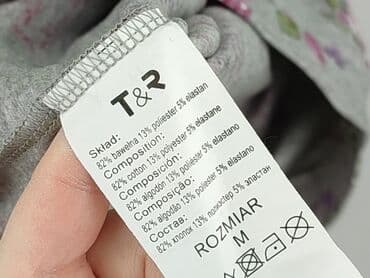 T&R
Skład:
82% bawełna 13% poliester 5% elastan
Composition:
82% cotton 13% polyester 5% elastane
Composición:
82% algodón 13% poliéster 5% elastano
Composição:
82% algodão 13% poliéster 5% elastano
Состав:
82% хлопок 13% полиэстер 5% эластан
ROZMIAR
M